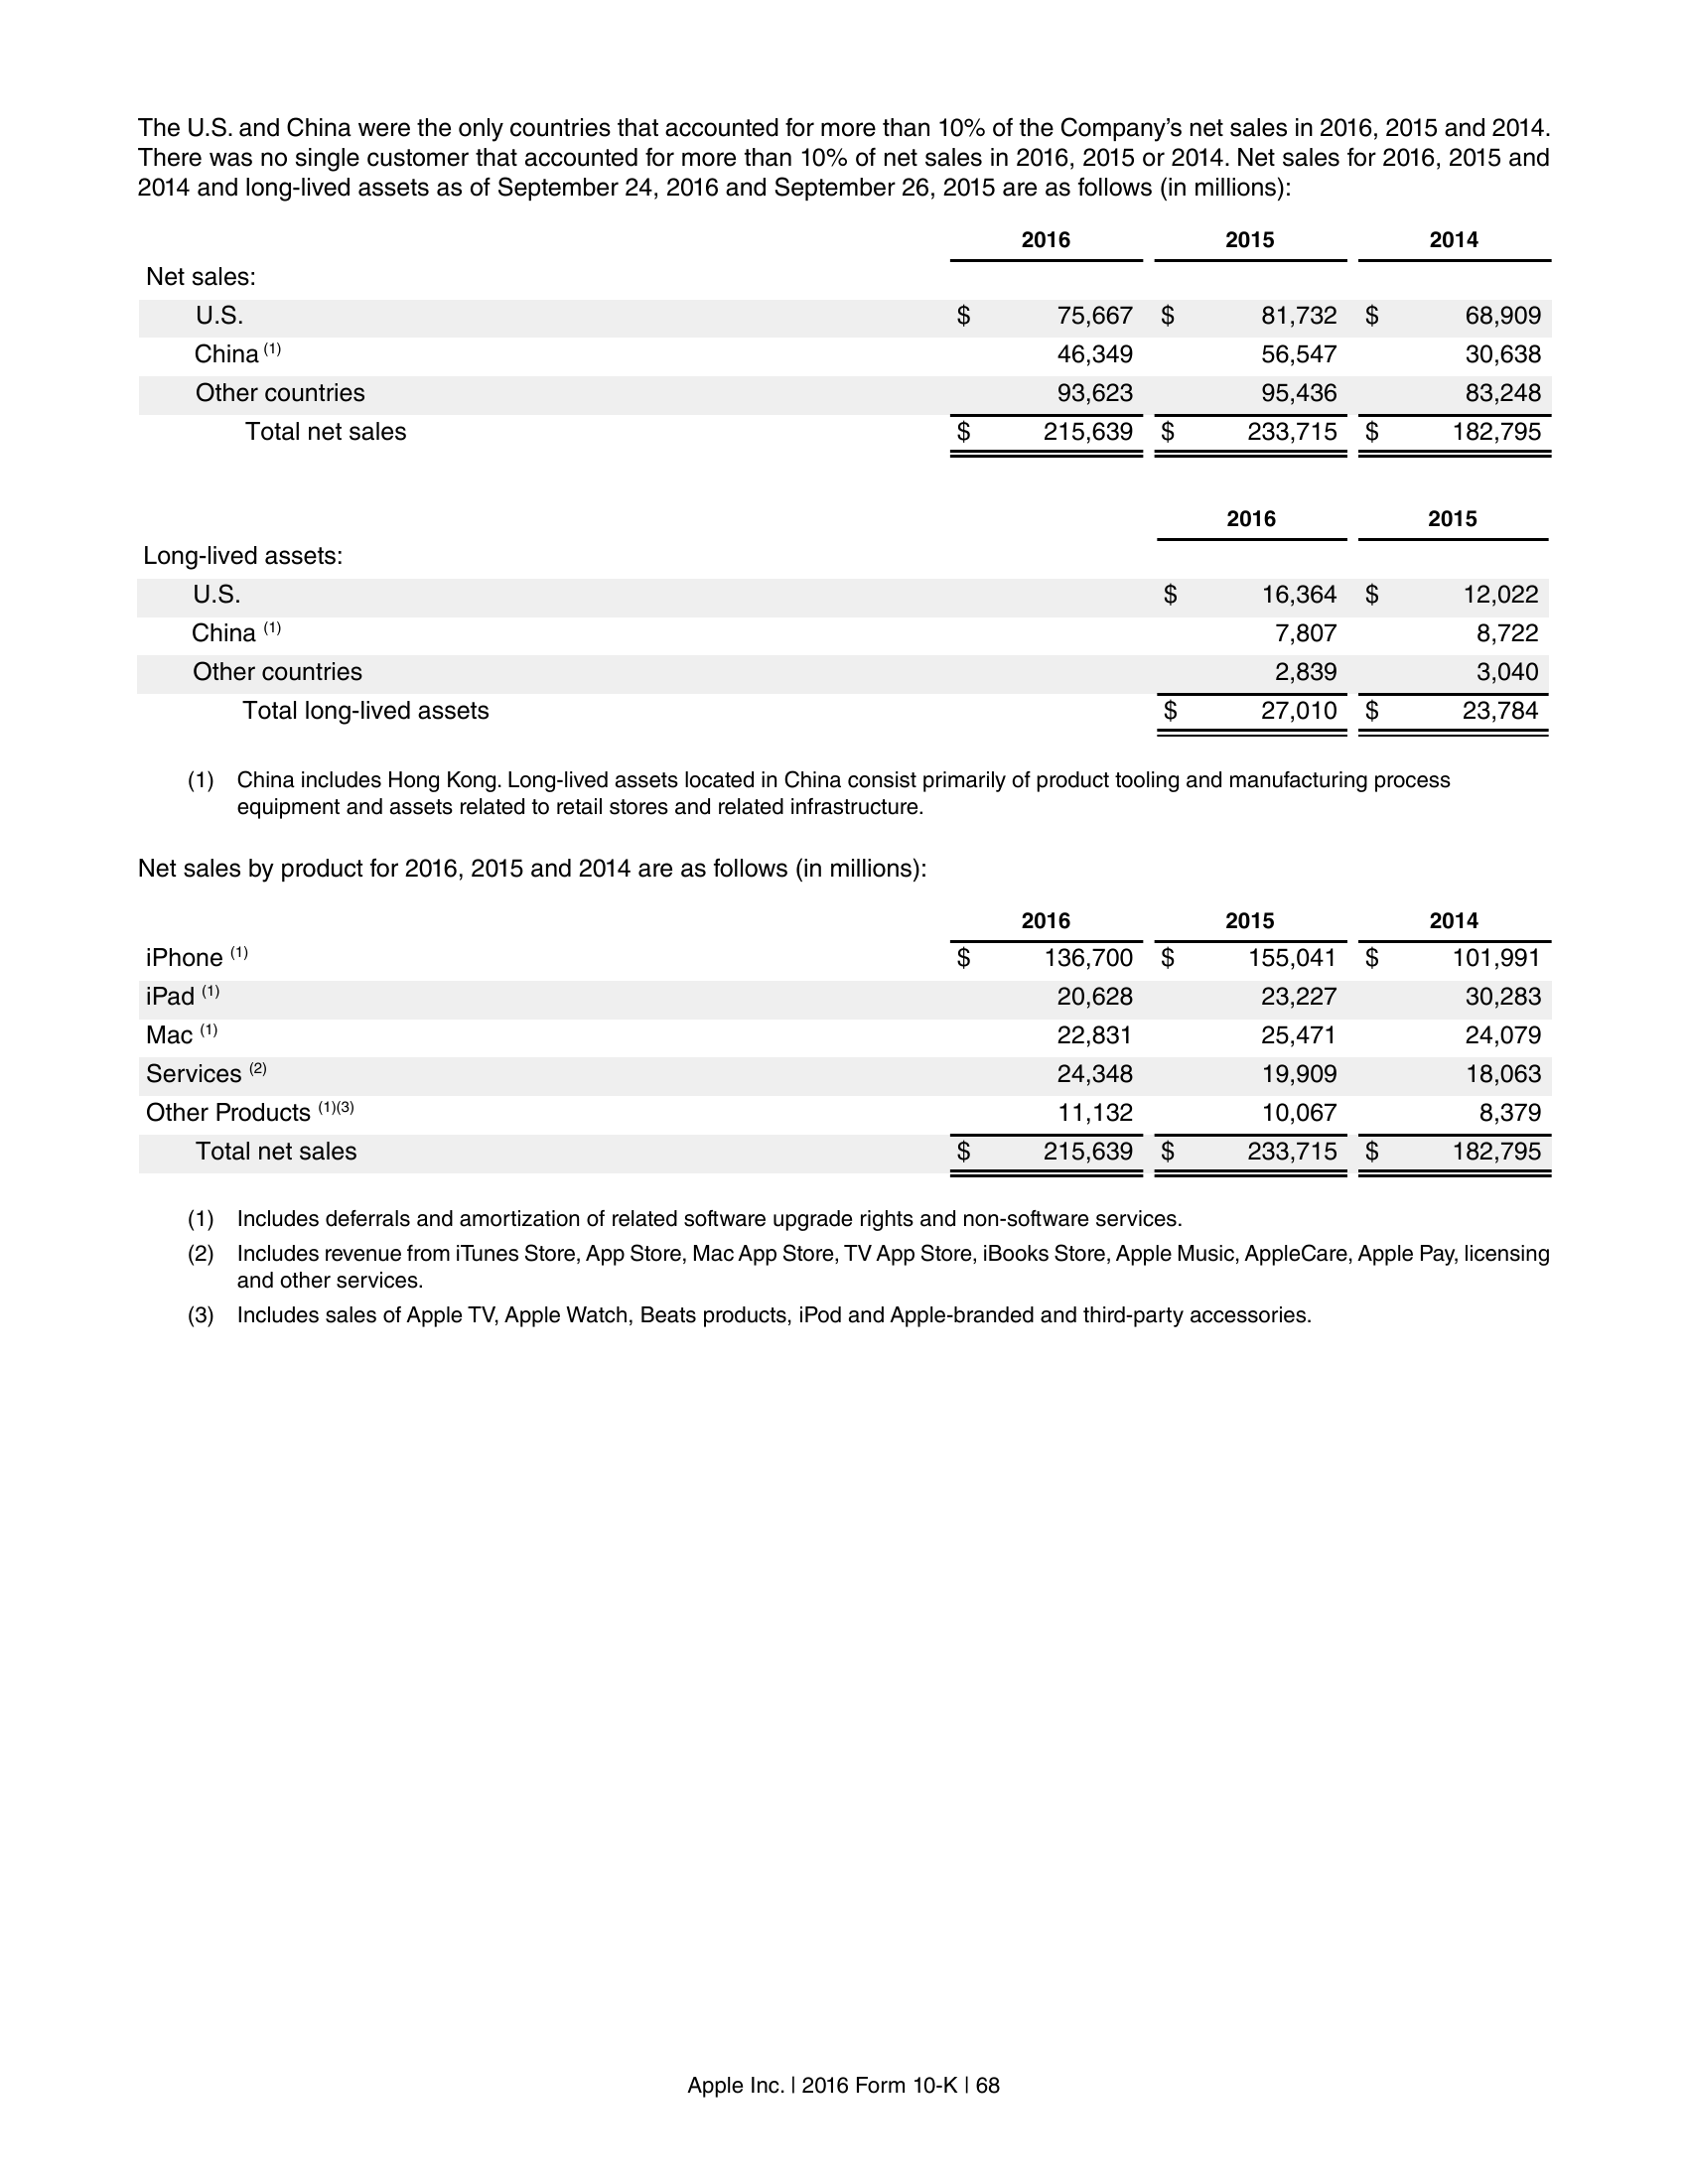 The U.S. and China were the only countries that accounted for more than 10% of the Company’s net sales in 2016, 2015 and 2014.
There was no single customer that accounted for more than 10% of net sales in 2016, 2015 or 2014. Net sales for 2016, 2015 and
2014 and long-lived assets as of September 24, 2016 and September 26, 2015 are as follows (in millions):
2016 2015 2014
Net sales:
U.S. $ 75,667 $ 81,732 $ 68,909
China (1) 46,349 56,547 30,638
Other countries 93,623 95,436 83,248
Total net sales $ 215,639 $ 233,715 $ 182,795
2016 2015
Long-lived assets:
U.S. $ 16,364 $ 12,022
China (1) 7,807 8,722
Other countries 2,839 3,040
Total long-lived assets $ 27,010 $ 23,784
(1) China includes Hong Kong. Long-lived assets located in China consist primarily of product tooling and manufacturing process
equipment and assets related to retail stores and related infrastructure.
Net sales by product for 2016, 2015 and 2014 are as follows (in millions):
2016 2015 2014
iPhone (1) $ 136,700 $ 155,041 $ 101,991
iPad (1) 20,628 23,227 30,283
Mac (1) 22,831 25,471 24,079
Services (2) 24,348 19,909 18,063
Other Products (1)(3) 11,132 10,067 8,379
Total net sales $ 215,639 $ 233,715 $ 182,795
(1) Includes deferrals and amortization of related software upgrade rights and non-software services.
(2) Includes revenue from iTunes Store, App Store, Mac App Store, TV App Store, iBooks Store, Apple Music, AppleCare, Apple Pay, licensing
and other services.
(3) Includes sales of Apple TV, Apple Watch, Beats products, iPod and Apple-branded and third-party accessories.
Apple Inc. | 2016 Form 10-K | 68